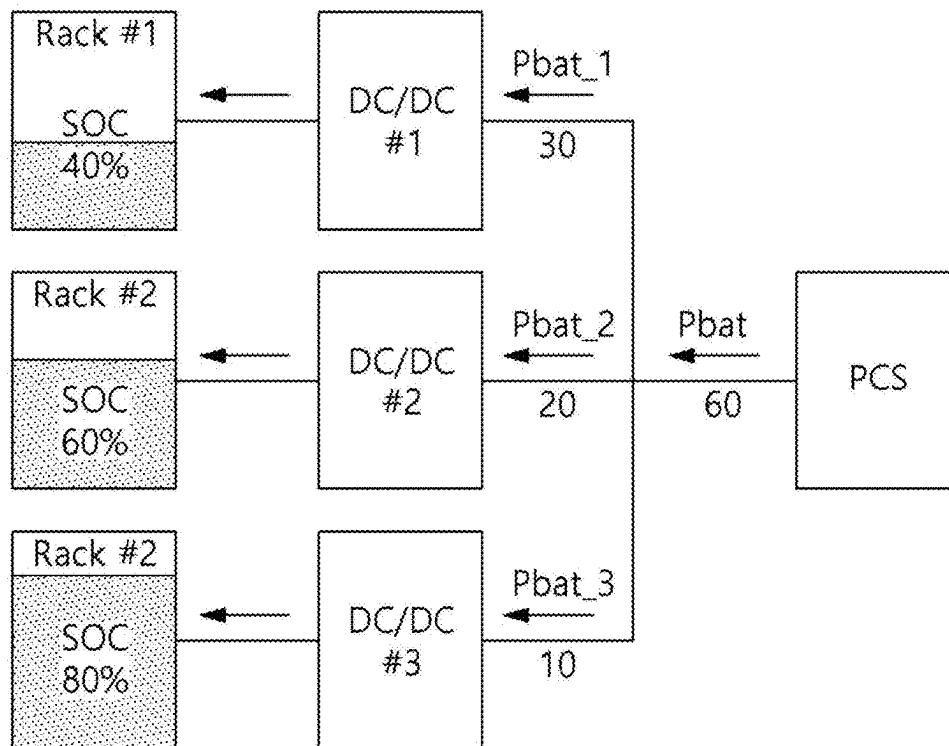 Rack #1
SOC
40%
DC/DC
#1
Pbat_1
30
Rack #2
SOC
60%
DC/DC
#2
Pbat_2
20
Pbat
60
PCS
Rack #2
SOC
80%
DC/DC
#3
Pbat_3
10